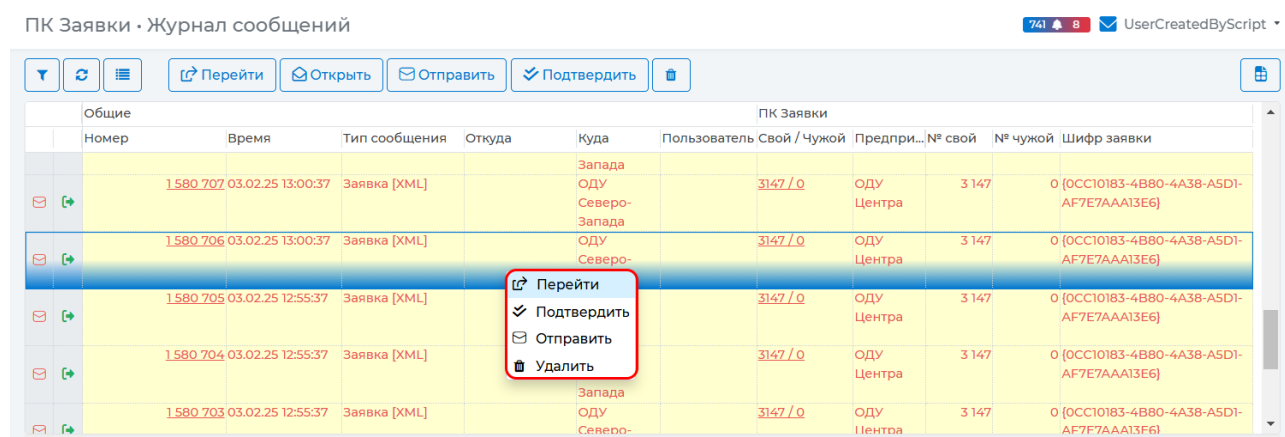 ПК Заявки • Журнал сообщений
741 8 UserCreatedByScript
Перейти Открыть Отправить Подтвердить
Общие ПК Заявки
Номер Время Тип сообщения Откуда Куда Пользователь Свой / Чужой Предпри... № свой № чужой Шифр заявки
Запада
1 580 707 03.02.25 13:00:37 Заявка [XML] ОДУ 3147 / 0 ОДУ 3 147 0 {0CC10183-4B80-4A38-A5D1-
Северо- Центра AF7E7AAA13E6}
Запада
1 580 706 03.02.25 13:00:37 Заявка [XML] ОДУ 3147 / 0 ОДУ 3 147 0 {0CC10183-4B80-4A38-A5D1-
Северо- Центра AF7E7AAA13E6}
Перейти
1 580 705 03.02.25 12:55:37 Заявка [XML] 3147 / 0 ОДУ 3 147 0 {0CC10183-4B80-4A38-A5D1-
Подтвердить Центра AF7E7AAA13E6}
Отправить
1 580 704 03.02.25 12:55:37 Заявка [XML] 3147 / 0 ОДУ 3 147 0 {0CC10183-4B80-4A38-A5D1-
Удалить Центра AF7E7AAA13E6}
Запада
1 580 703 03.02.25 12:55:37 Заявка [XML] ОДУ 3147 / 0 ОДУ 3 147 0 {0CC10183-4B80-4A38-A5D1-
Северо- Центра AF7E7AAA13E6}